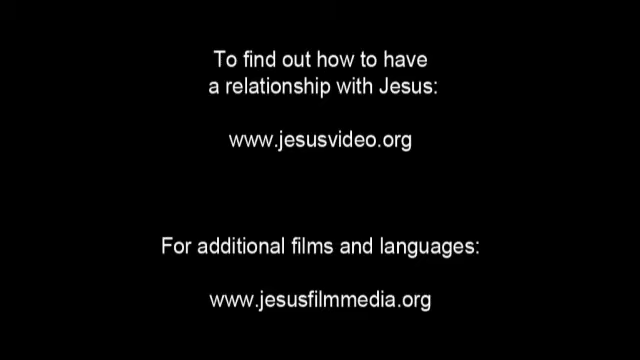 To find out how to have
a relationship with Jesus:
www.jesusvideo.org
For additional films and languages:
www.jesusfilmmedia.org